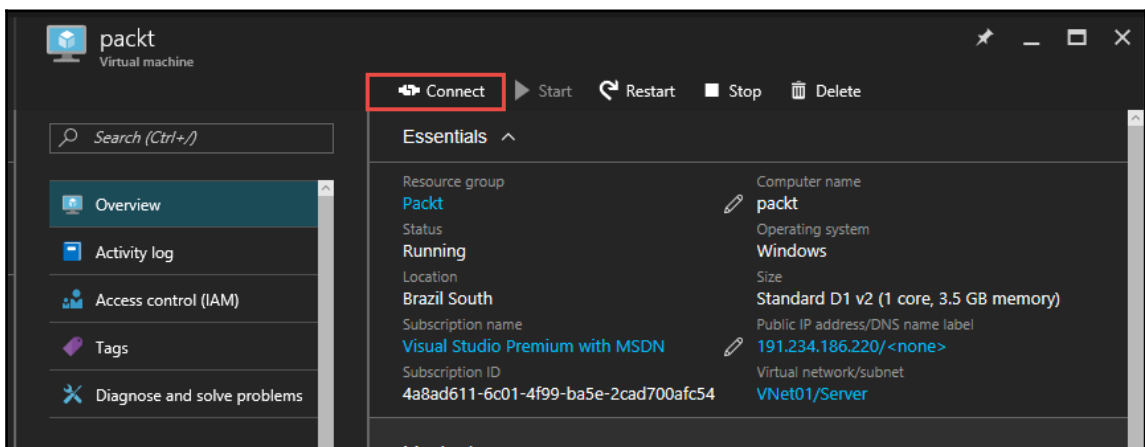 packt
Virtual machine
Connect Start Restart Stop Delete
Search (Ctrl+/)
Overview
Activity log
Access control (IAM)
Tags
Diagnose and solve problems
Essentials
Resource group
Packt
Status
Running
Location
Brazil South
Subscription name
Visual Studio Premium with MSDN
Subscription ID
4a8ad611-6c01-4f99-ba5e-2cad700afc54
Computer name
packt
Operating system
Windows
Size
Standard D1 v2 (1 core, 3.5 GB memory)
Public IP address/DNS name label
191.234.186.220/<none>
Virtual network/subnet
VNet01/Server